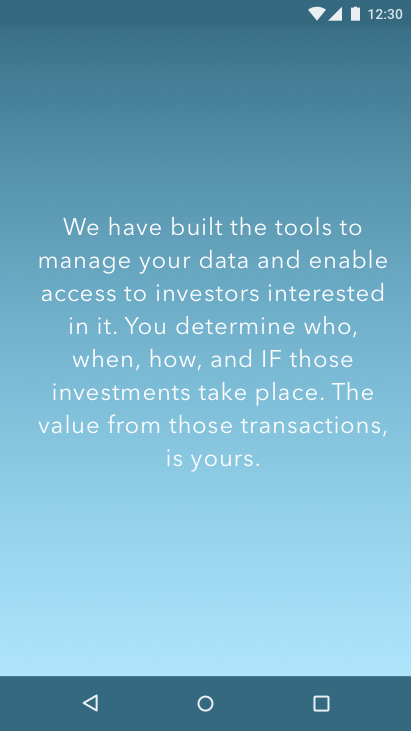 12:30
We have built the tools to
manage your data and enable
access to investors interested
in it. You determine who,
when, how, and IF those
investments take place. The
value from those transactions,
is yours.